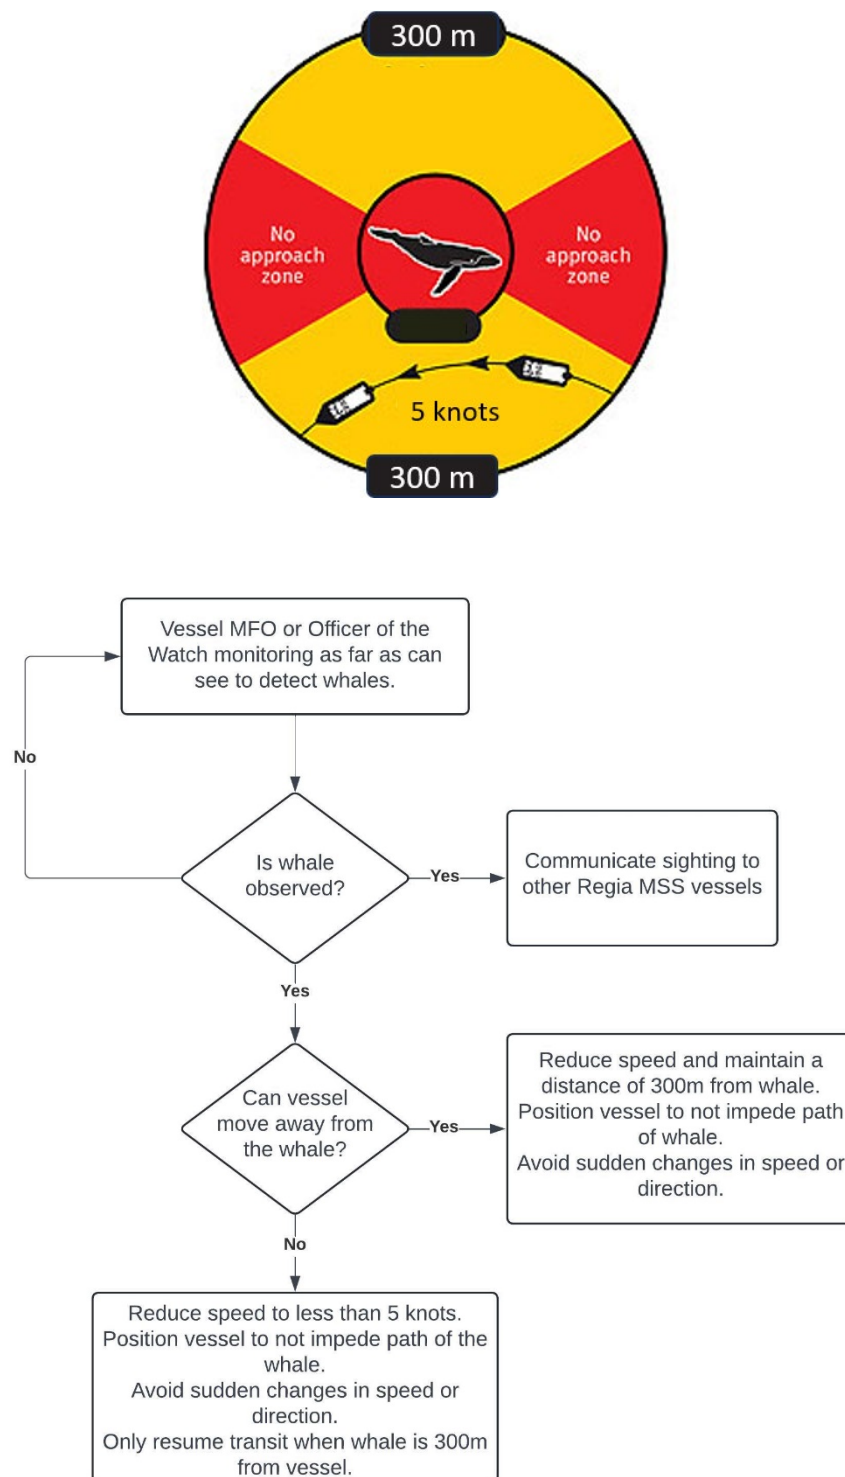 300 m
No
approach
zone
No
approach
zone
5 knots
300 m
Vessel MFO or Officer of the
Watch monitoring as far as can
see to detect whales.
No
Is whale
observed?
Yes
Communicate sighting to
other Regia MSS vessels
Yes
Can vessel
move away from
the whale?
Yes
Reduce speed and maintain a
distance of 300m from whale.
Position vessel to not impede path
of whale.
Avoid sudden changes in speed or
direction.
No
Reduce speed to less than 5 knots.
Position vessel to not impede path of the
whale.
Avoid sudden changes in speed or
direction.
Only resume transit when whale is 300m
from vessel.